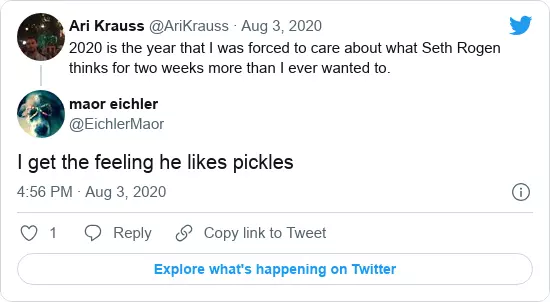 Ari Krauss @AriKrauss · Aug 3, 2020
2020 is the year that I was forced to care about what Seth Rogen
thinks for two weeks more than I ever wanted to.
maor eichler
@EichlerMaor
I get the feeling he likes pickles
4:56 PM · Aug 3, 2020
1 Reply Copy link to Tweet
Explore what's happening on Twitter